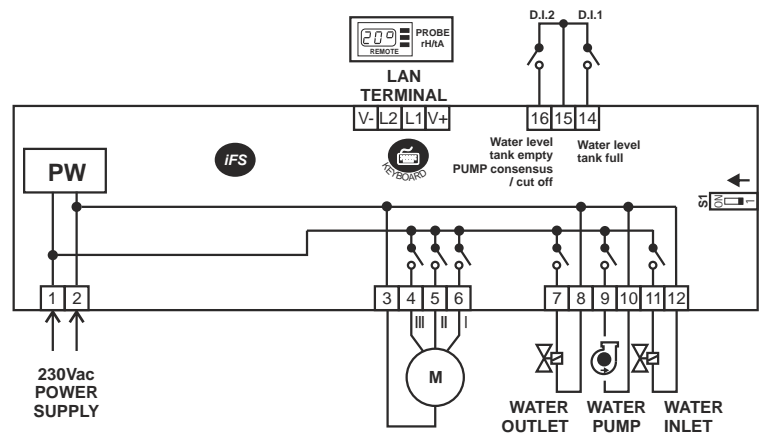 D.I.2 D.I.1
20° PROBE
rH/tA
REMOTE
LAN
TERMINAL
V- L2 L1 V+
16 15 14
Water level
tank empty
PUMP consensus
/ cut off
Water level
tank full
iFS
KEYBOARD
PW
S1
ON
1
1 2 3 4 5 6 7 8 9 10 11 12
III II I
M
230Vac
POWER
SUPPLY
WATER
OUTLET
WATER
PUMP
WATER
INLET